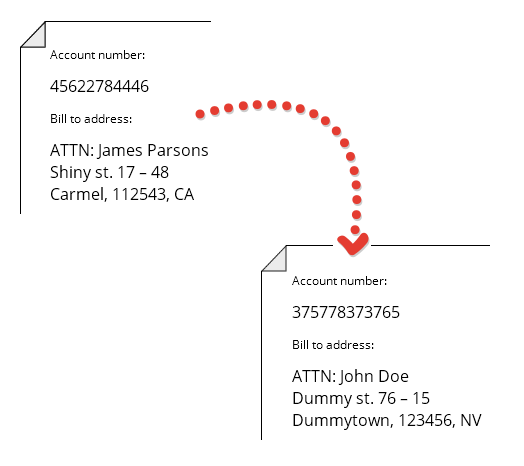 Account number:
45622784446
Bill to address:
ATTN: James Parsons
Shiny st. 17 – 48
Carmel, 112543, CA
Account number:
375778373765
Bill to address:
ATTN: John Doe
Dummy st. 76 – 15
Dummytown, 123456, NV